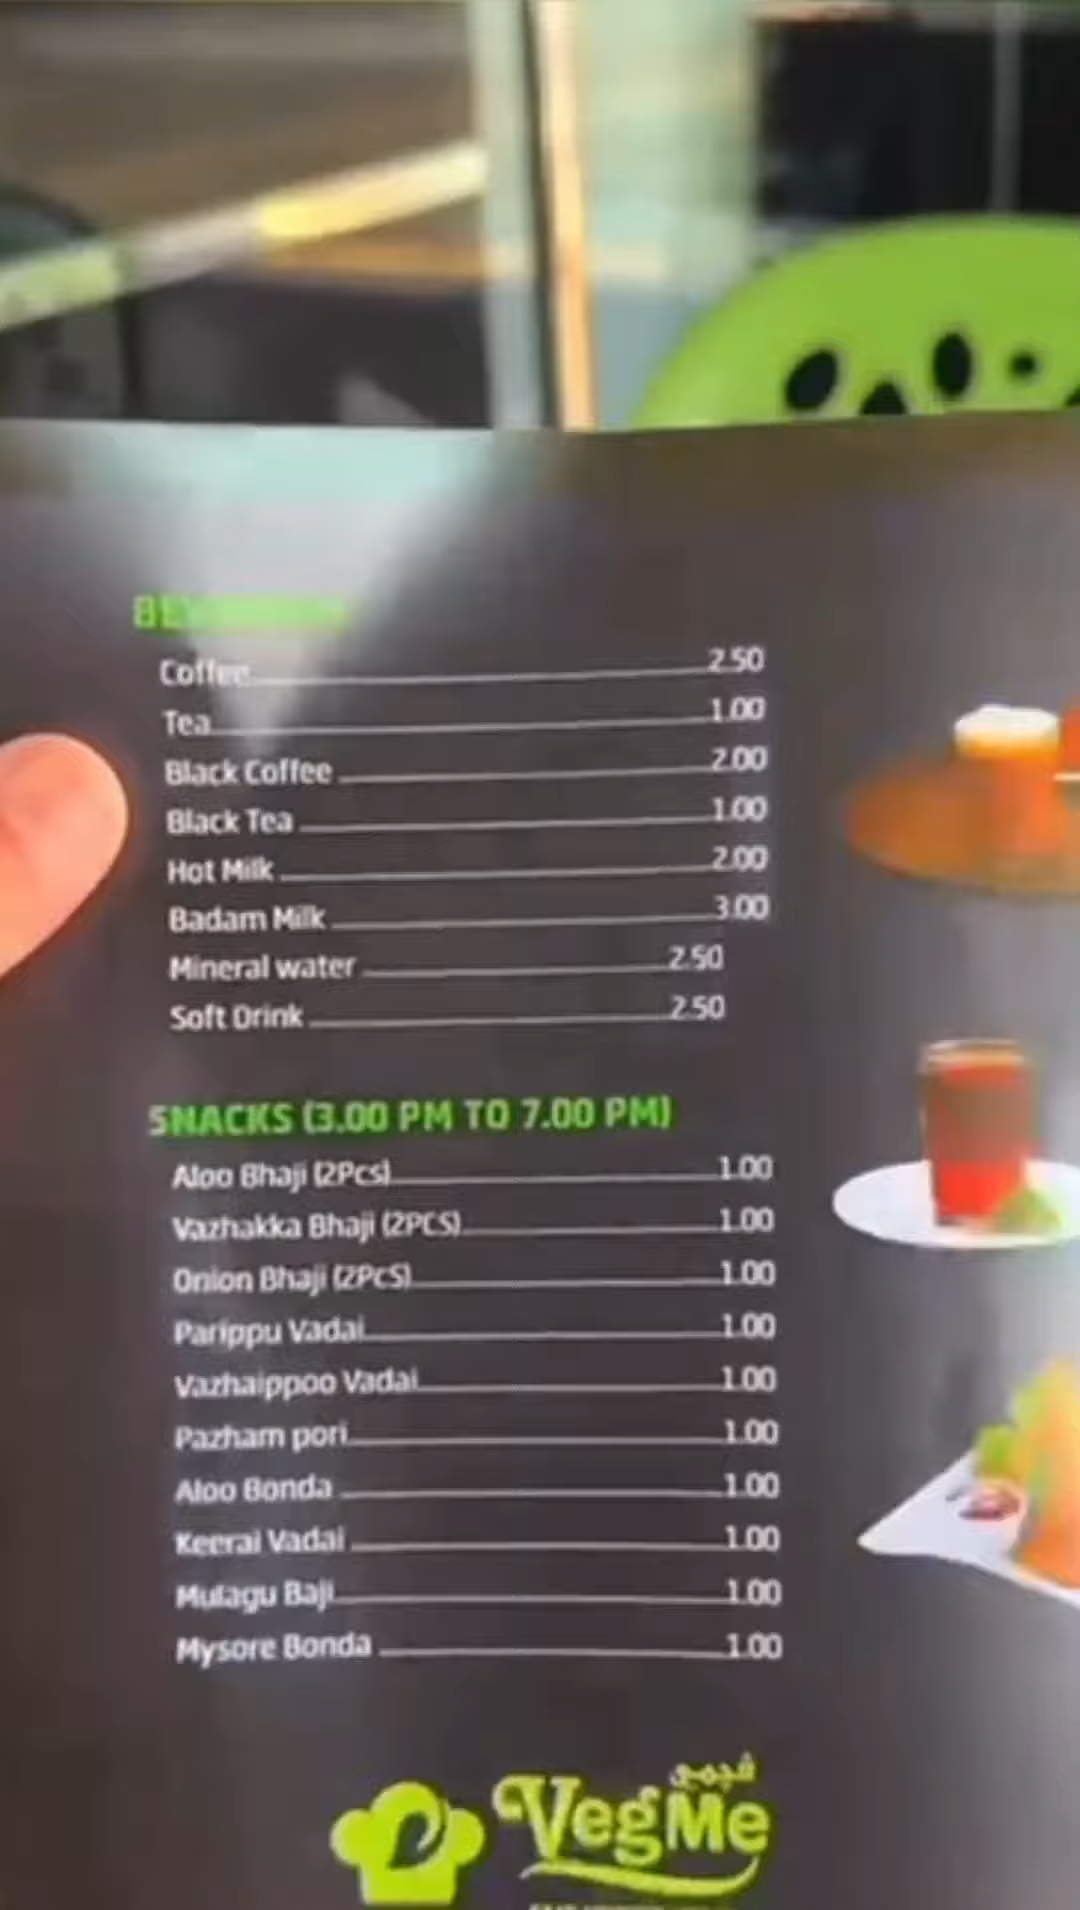 Coffee 2.50
Tea 1.00
Black Coffee 2.00
Black Tea 1.00
Hot Milk 2.00
Badam Milk 3.00
Mineral water 2.50
Soft Drink 2.50
SNACKS (3.00 PM TO 7.00 PM)
Aloo Bhaji (2Pcs) 1.00
Vazhakka Bhaji (2PCS) 1.00
Onion Bhaji (2PcS) 1.00
Parippu Vadai 1.00
Vazhaippoo Vadai 1.00
Pazham pori 1.00
Aloo Bonda 1.00
Keerai Vadai 1.00
Mulagu Baji 1.00
Mysore Bonda 1.00
VegMe